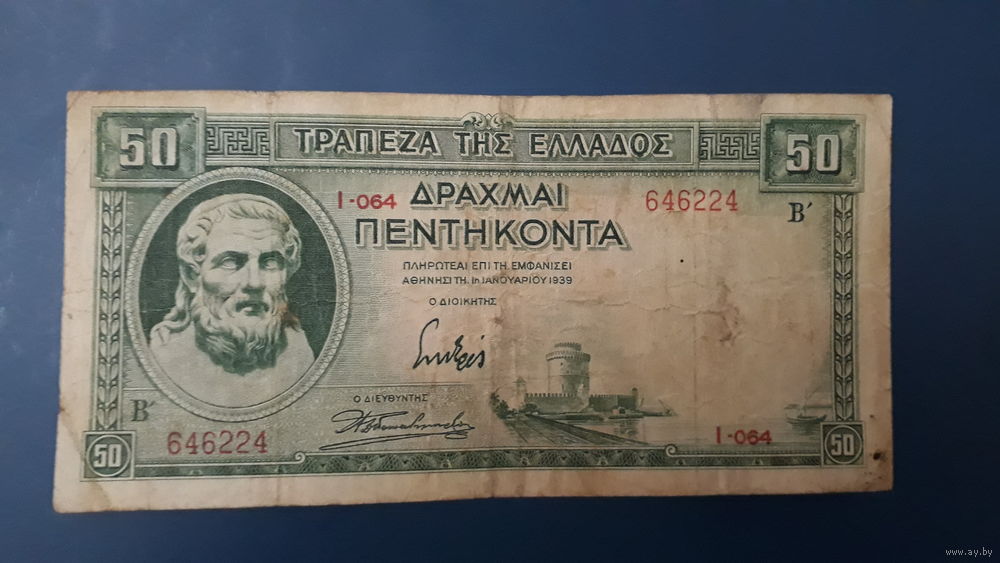 50 ΤΡΑΠΕΖΑ ΤΗΣ ΕΛΛΑΔΟΣ 50
Ι-064 ΔΡΑΧΜΑΙ 646224 Β΄
ΠΕΝΤΗΚΟΝΤΑ
ΠΛΗΡΩΤΕΑΙ ΕΠΙ ΤΗ ΕΜΦΑΝΙΣΕΙ
ΑΘΗΝΗΣΙ ΤΗ, 1Η ΙΑΝΟΥΑΡΙΟΥ 1939
Ο ΔΙΟΙΚΗΤΗΣ
Ο ΔΙΕΥΘΥΝΤΗΣ
Β΄
50 646224 Ι-064 50
www.ay.by